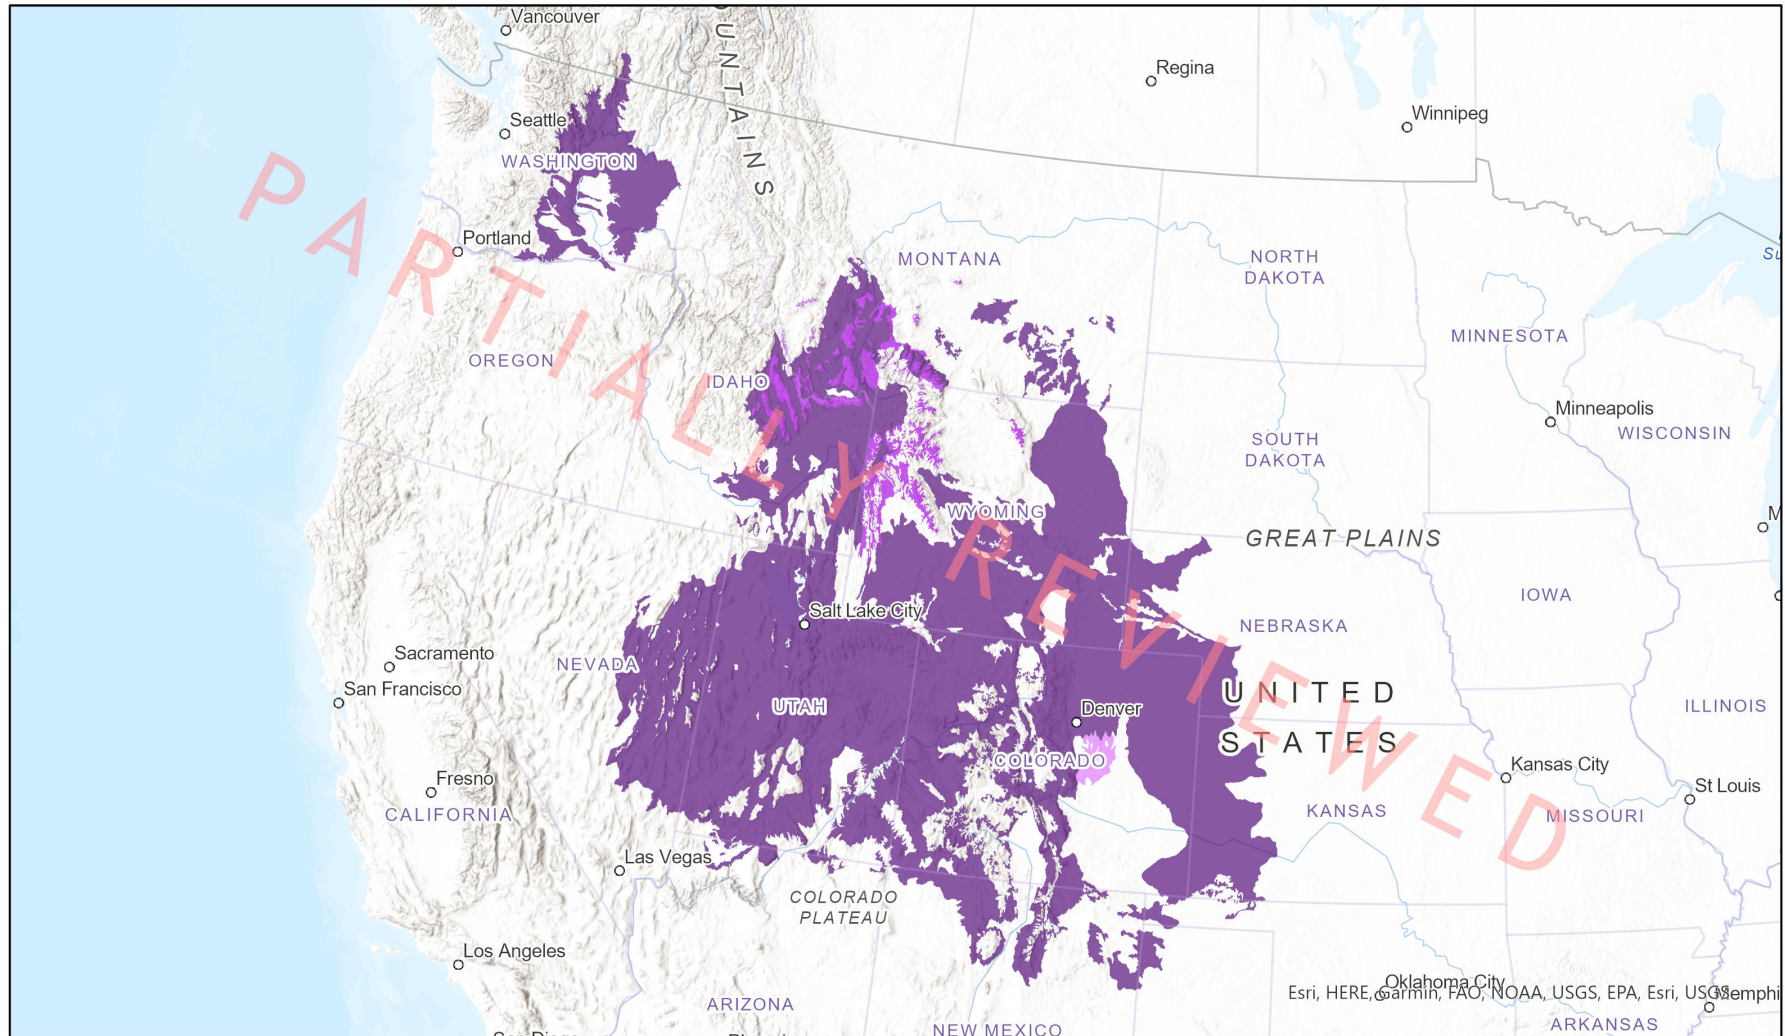 Vancouver
OUNTAINS
Regina
Winnipeg
Seattle
WASHINGTON
Portland
MONTANA
NORTH
DAKOTA
MINNESOTA
OREGON
IDAHO
Minneapolis
WISCONSIN
SOUTH
DAKOTA
WYOMING
GREAT PLAINS
IOWA
Salt Lake City
NEBRASKA
Sacramento
NEVADA
San Francisco
UTAH
Denver
UNITED
STATES
ILLINOIS
COLORADO
Kansas City
Fresno
St Louis
CALIFORNIA
KANSAS
MISSOURI
Las Vegas
COLORADO
PLATEAU
Los Angeles
Oklahoma City
Esri, HERE, Garmin, FAO, NOAA, USGS, EPA, Esri, USGS
Memphi
ARIZONA
NEW MEXICO
ARKANSAS
PARTIALLY REVIEWED